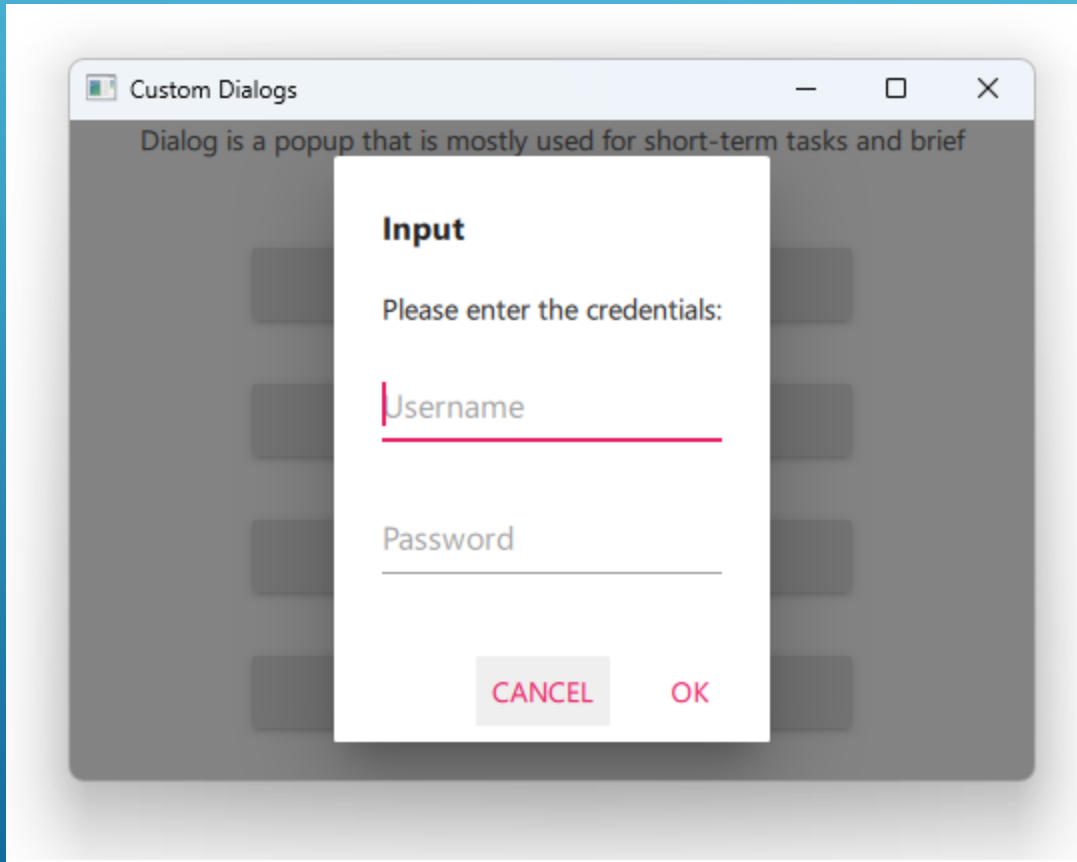 Custom Dialogs
Dialog is a popup that is mostly used for short-term tasks and brief
Input
Please enter the credentials:
Username
Password
CANCEL OK